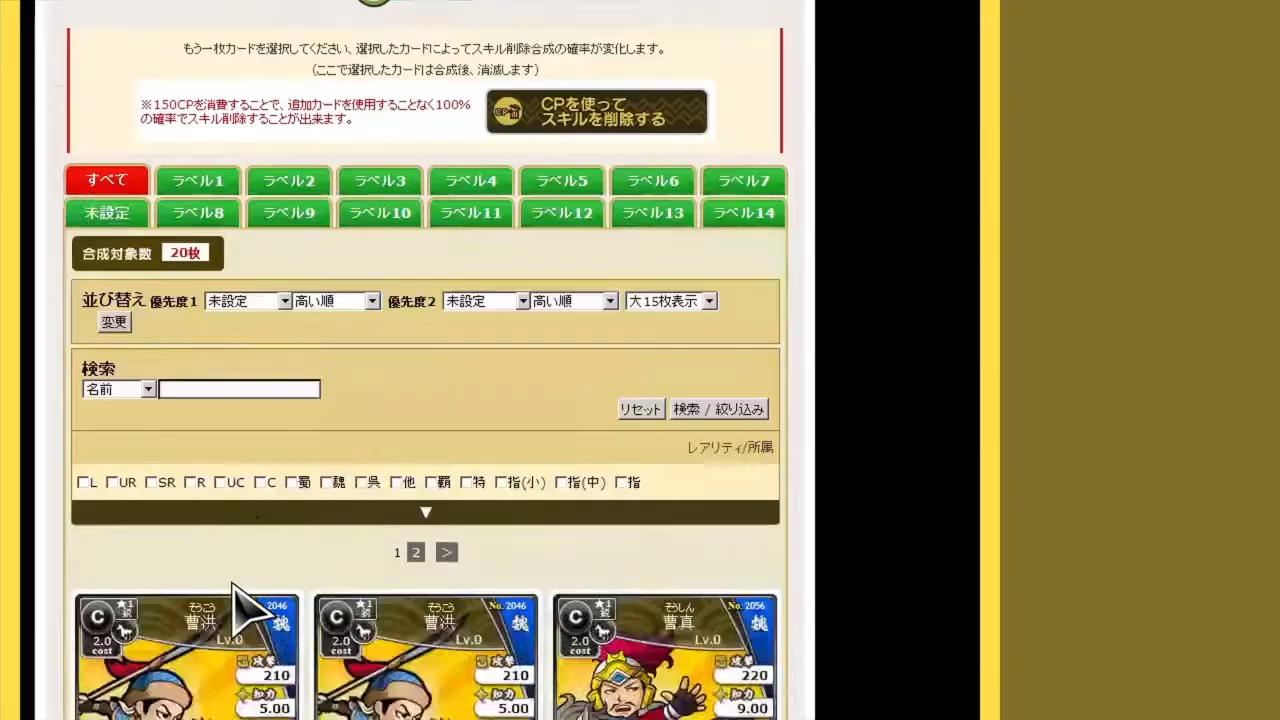 もう一枚カードを選択してください、選択したカードによってスキル削除合成の確率が変化します。
(ここで選択したカードは合成後、消滅します)
※150CPを消費することで、追加カードを使用することなく100%
の確率でスキル削除することが出来ます。
CPを使って
スキルを削除する
すべて ラベル1 ラベル2 ラベル3 ラベル4 ラベル5 ラベル6 ラベル7
未設定 ラベル8 ラベル9 ラベル10 ラベル11 ラベル12 ラベル13 ラベル14
合成対象数 20枚
並び替え 優先度1 未設定 高い順 優先度2 未設定 高い順 大15枚表示
変更
検索
名前
リセット 検索 / 絞り込み
レアリティ/所属
L UR SR R UC C 蜀 魏 呉 他 覇 特 指(小) 指(中) 指
1 2 >
C ★1 そうこう 曹洪 2046 魏
2.0 cost Lv.0
攻撃 210
知力 5.00
C ★1 そうこう 曹洪 No. 2046 魏
2.0 cost Lv.0
攻撃 210
知力 5.00
C ★1 そうしん 曹真 No. 2056 魏
2.0 cost Lv.0
攻撃 220
知力 9.00